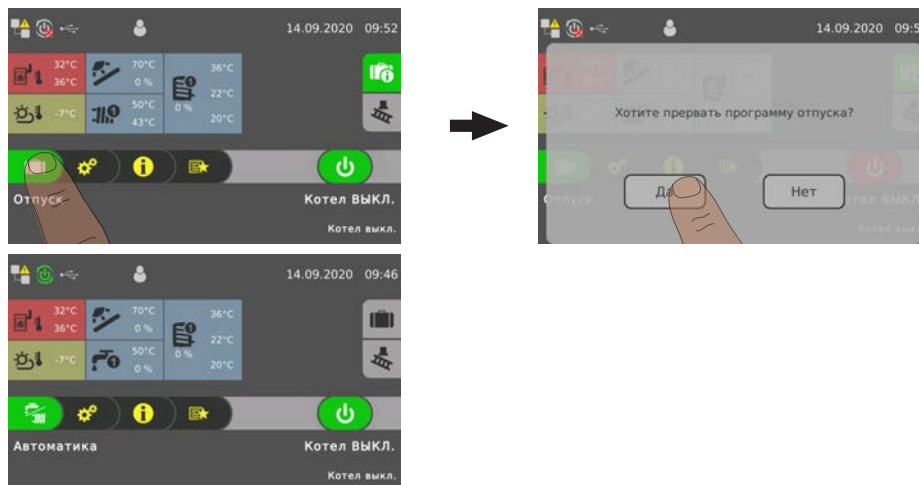 14.09.2020 09:52
32°C
36°C
70°C
0 %
36°C
22°C
20°C
0 %
-7°C
50°C
43°C
Отпуск
Котел ВЫКЛ.
Котел выкл.
14.09.2020 09:5
Хотите прервать программу отпуска?
Да
Нет
Отпуск
14.09.2020 09:46
32°C
36°C
70°C
0 %
36°C
22°C
20°C
0 %
-7°C
50°C
0 %
Автоматика
Котел ВЫКЛ.
Котел выкл.